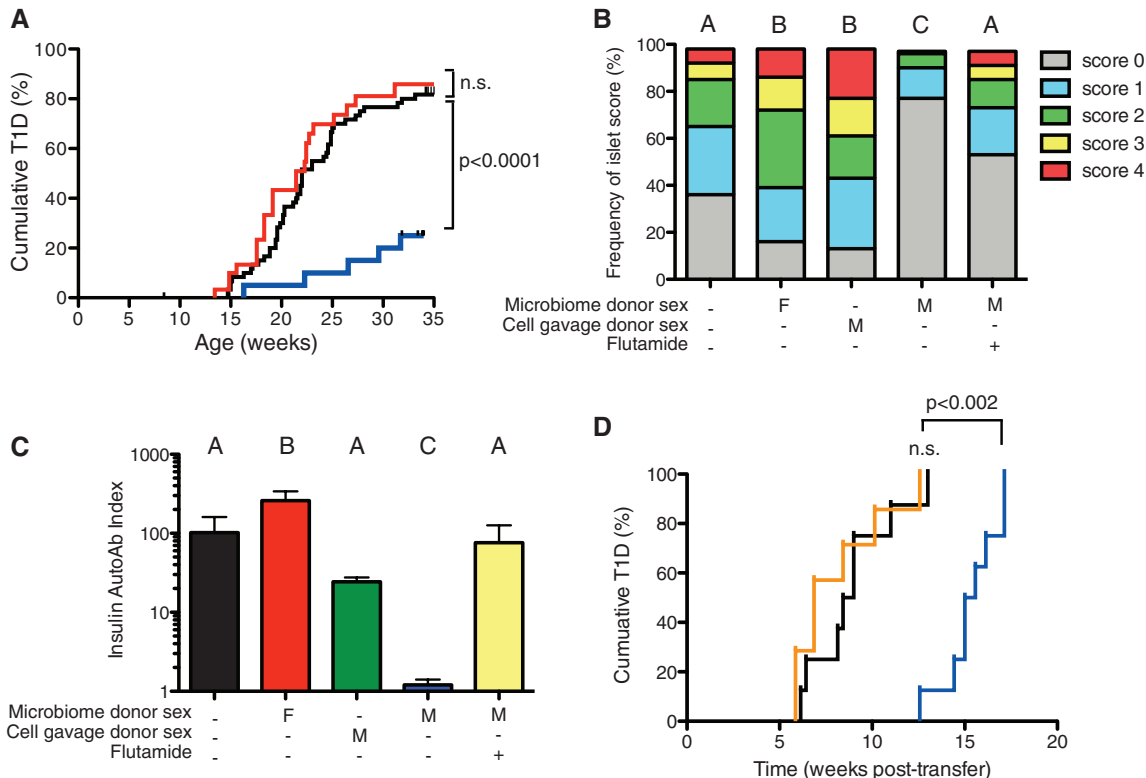 A
Cumulative T1D (%)
100
80
60
40
20
0
0 5 10 15 20 25 30 35
Age (weeks)
n.s.
p<0.0001
B
A B B C A
Frequency of islet score (%)
100
80
60
40
20
0
score 0
score 1
score 2
score 3
score 4
Microbiome donor sex - F - M M
Cell gavage donor sex - - M - -
Flutamide - - - - +
C
A B A C A
Insulin AutoAb Index
1000
100
10
1
Microbiome donor sex - F - M M
Cell gavage donor sex - - M - -
Flutamide - - - - +
D
p<0.002
n.s.
Cumuative T1D (%)
100
80
60
40
20
0
0 5 10 15 20
Time (weeks post-transfer)